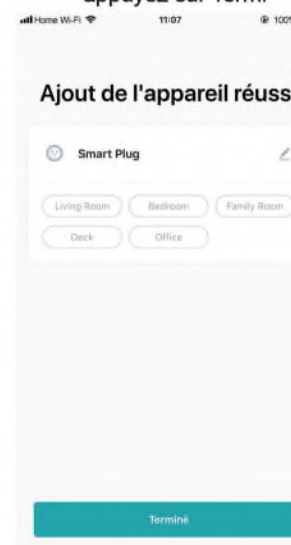 appuyez sur Termi
Home Wi-Fi 11:07 100%
Ajout de l'appareil réuss
Smart Plug
Living Room Bedroom Family Room
Deck Office
Terminé